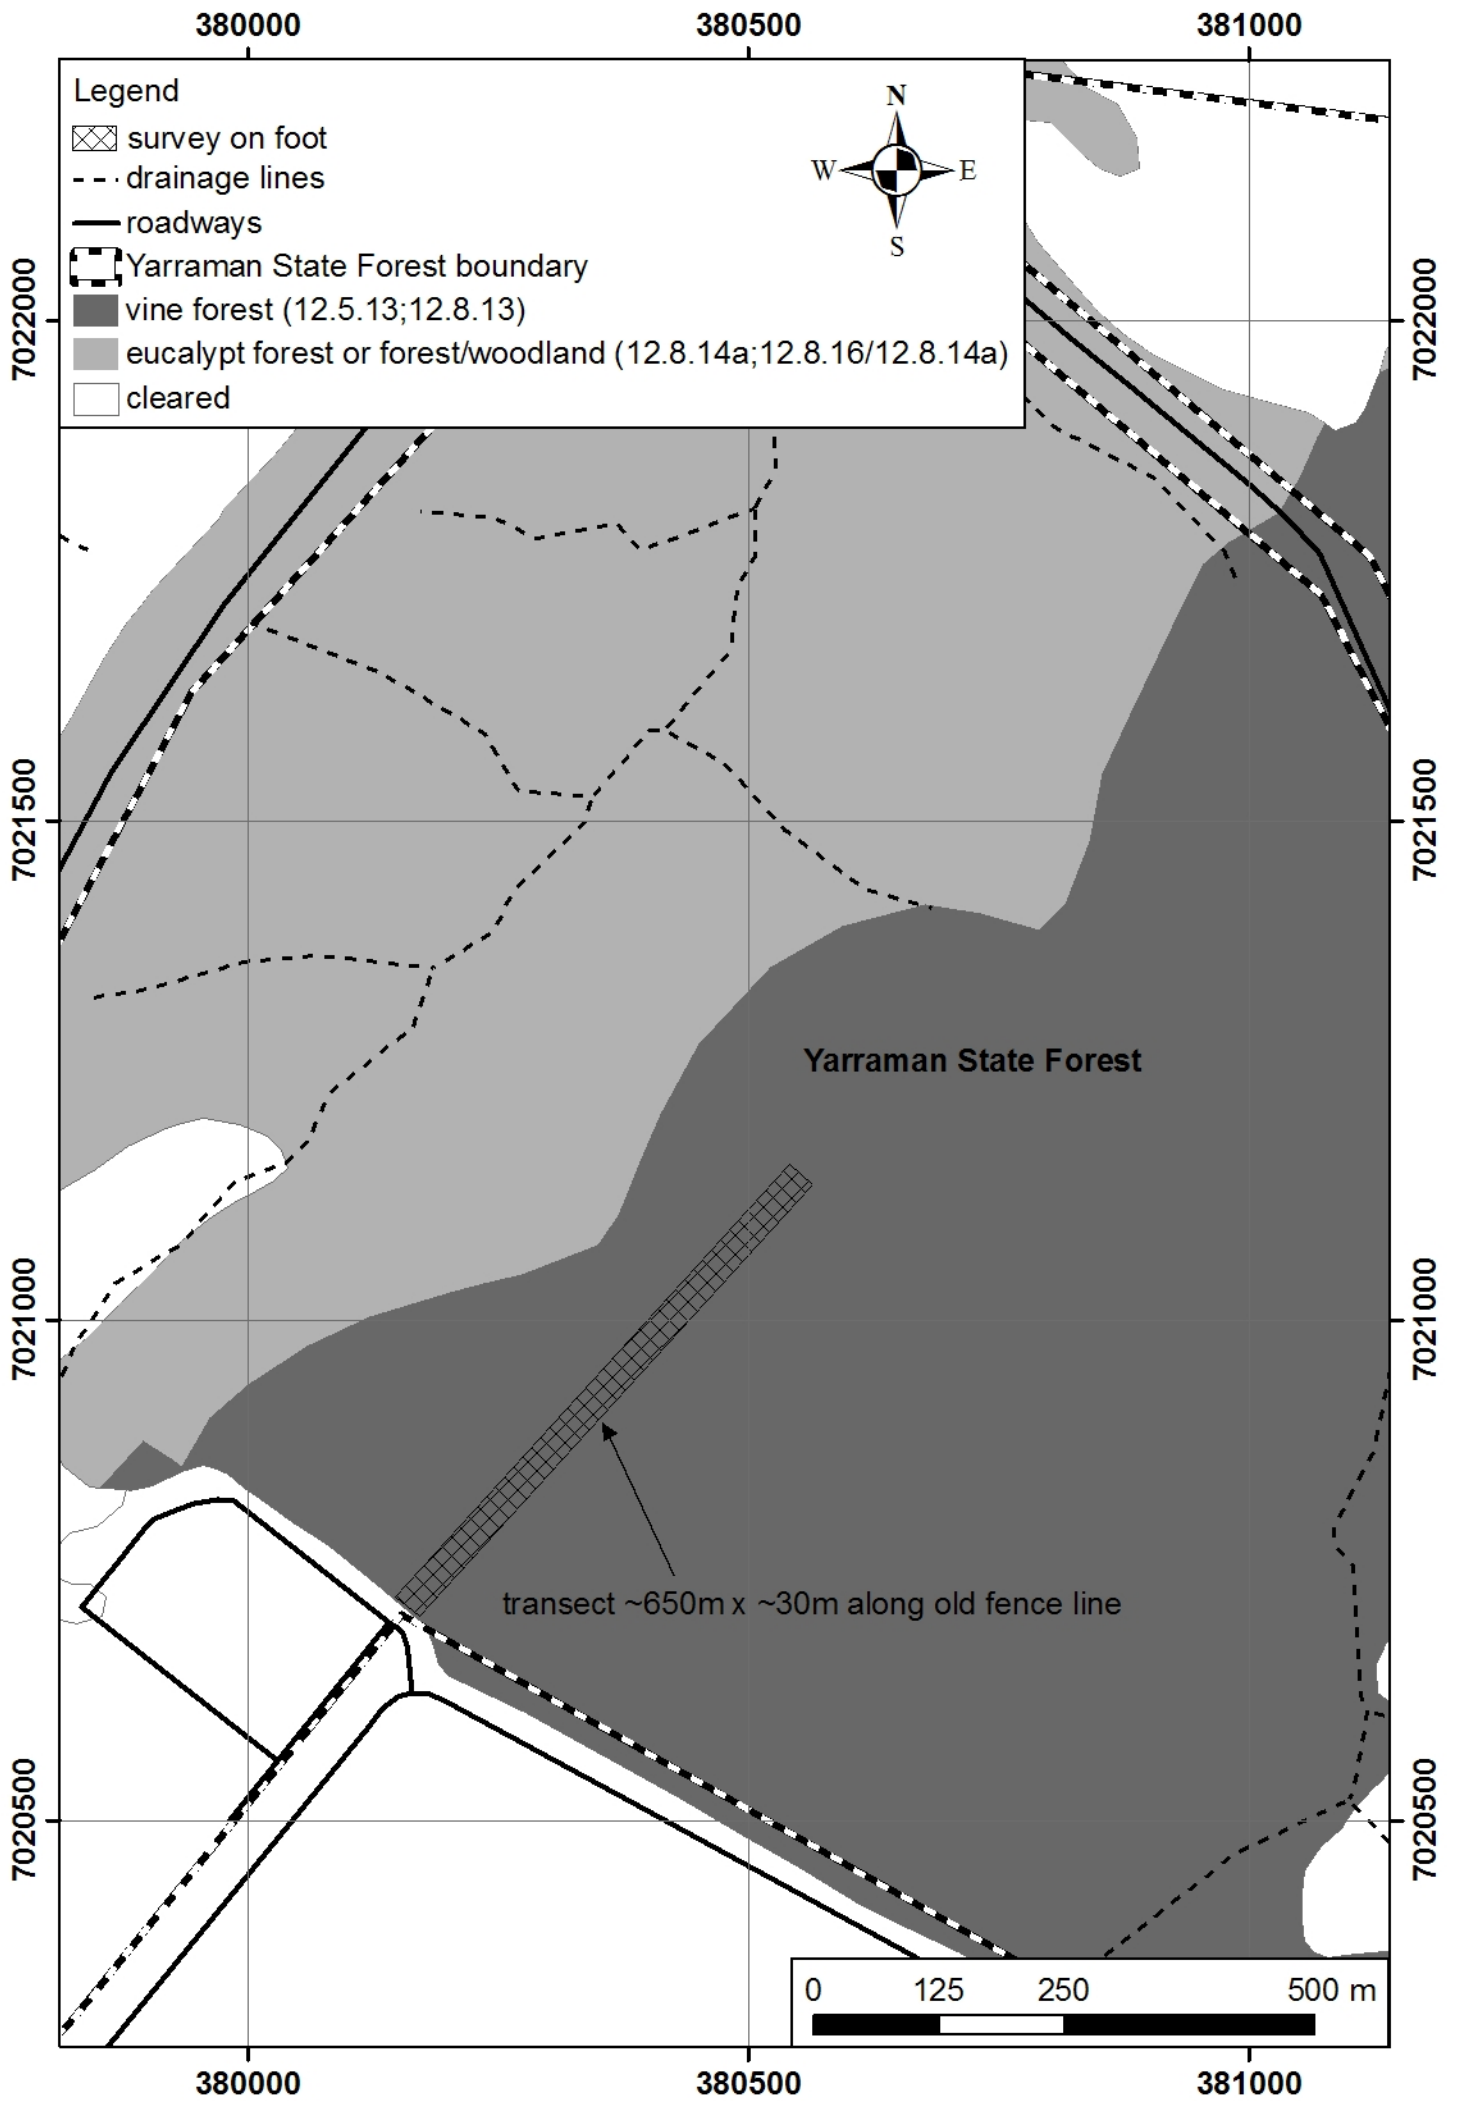 380000 380500 381000
Legend
survey on foot
drainage lines
roadways
Yarraman State Forest boundary
vine forest (12.5.13;12.8.13)
eucalypt forest or forest/woodland (12.8.14a;12.8.16/12.8.14a)
cleared
N
W E
S
7022000 7022000
7021500 7021500
Yarraman State Forest
7021000 7021000
transect ~650m x ~30m along old fence line
7020500 7020500
0 125 250 500 m
380000 380500 381000